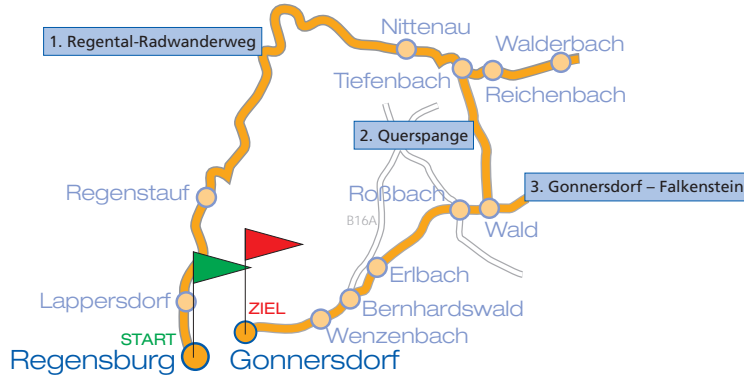 Nittenau
1. Regental-Radwanderweg
Walderbach
Tiefenbach
Reichenbach
2. Querspange
Regenstauf
Roßbach
3. Gonnersdorf – Falkenstein
B16A
Wald
Erlbach
Lappersdorf
ZIEL
Bernhardswald
START
Wenzenbach
Regensburg
Gonnersdorf